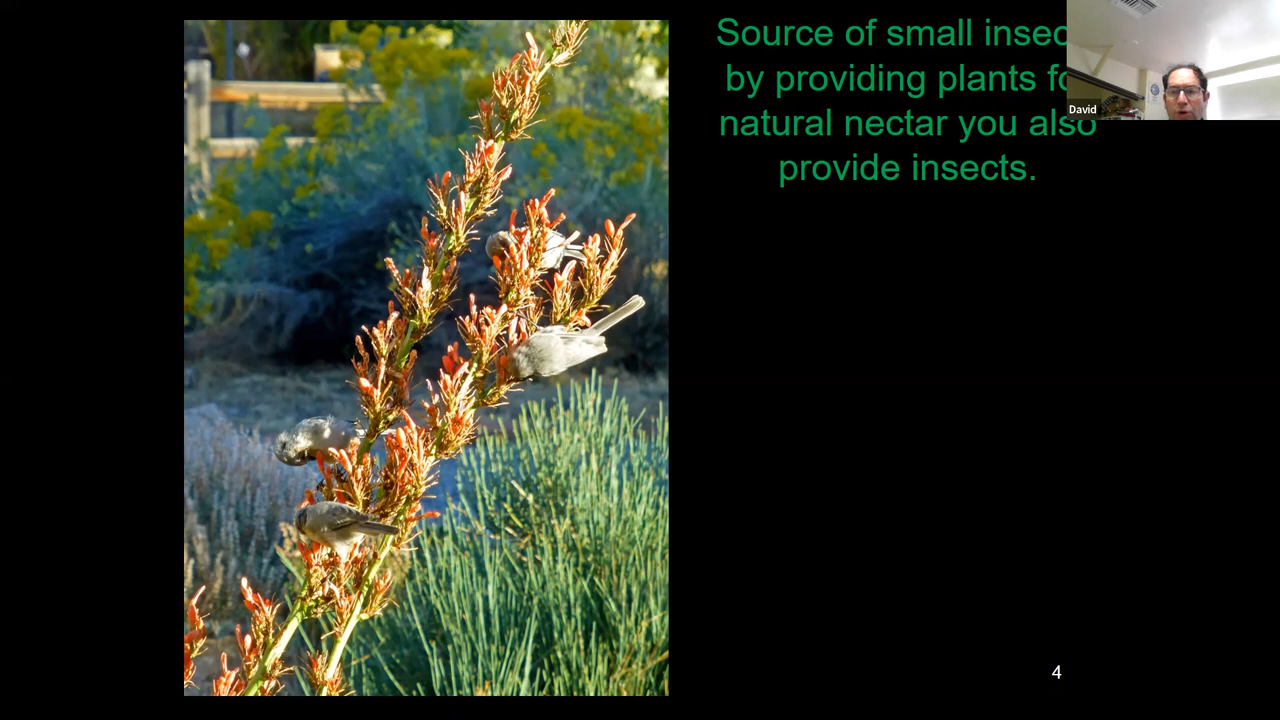 Source of small insec
by providing plants fo
natural nectar you also
provide insects.
David
4